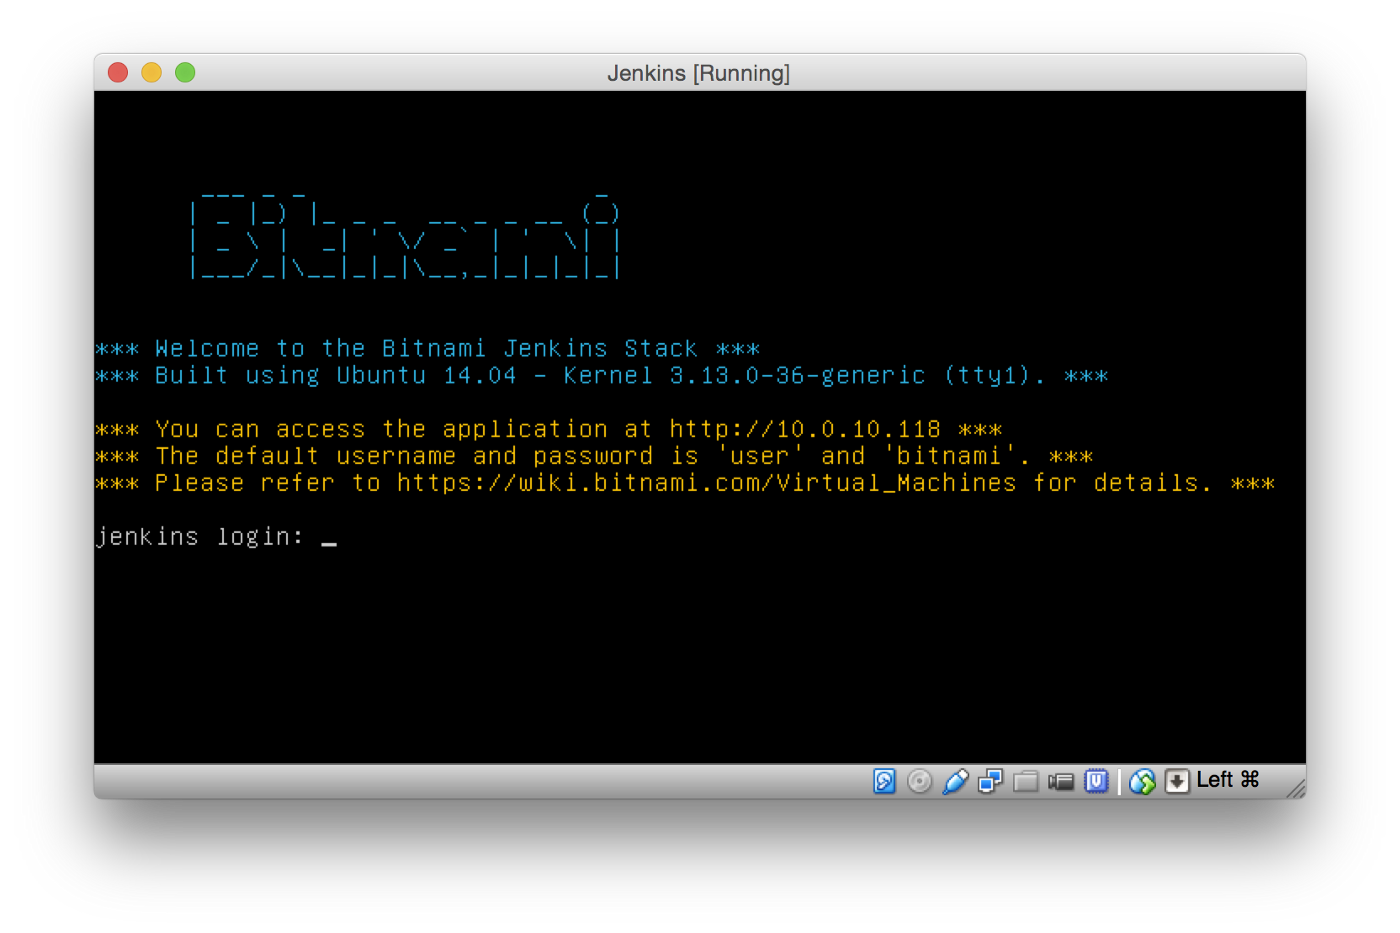 Jenkins [Running]
Bitnami
*** Welcome to the Bitnami Jenkins Stack ***
*** Built using Ubuntu 14.04 - Kernel 3.13.0-36-generic (tty1). ***
*** You can access the application at http://10.0.10.118 ***
*** The default username and password is 'user' and 'bitnami'. ***
*** Please refer to https://wiki.bitnami.com/Virtual_Machines for details. ***
jenkins login: _
Left ⌘